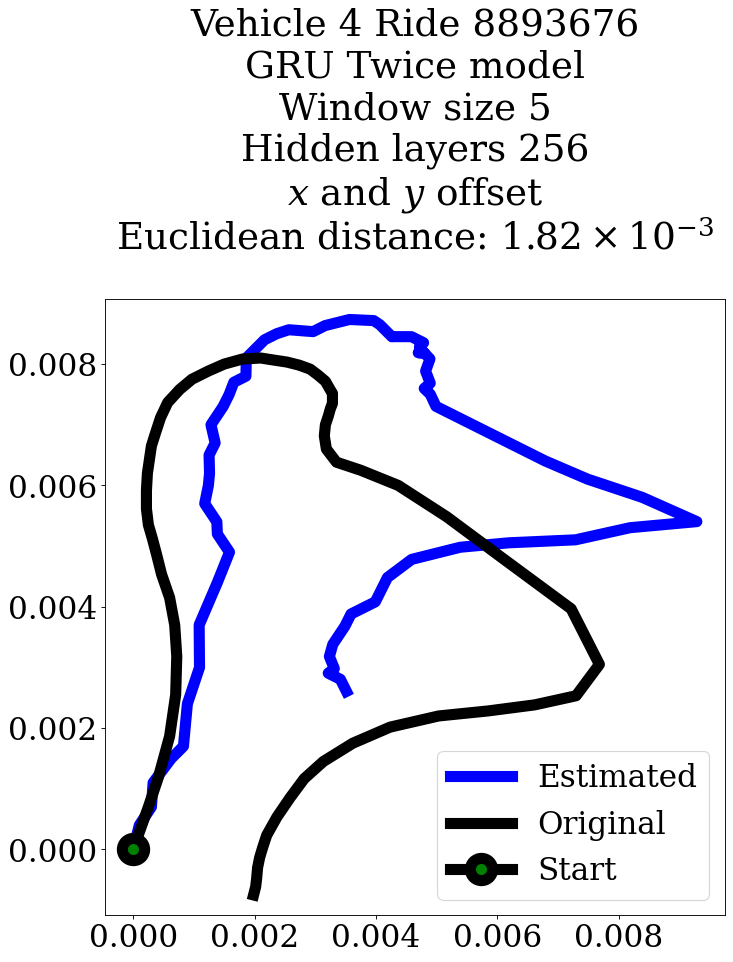 Vehicle 4 Ride 8893676
GRU Twice model
Window size 5
Hidden layers 256
x and y offset
Euclidean distance: 1.82 × 10⁻³
0.008
0.006
0.004
0.002
0.000
Estimated
Original
Start
0.000 0.002 0.004 0.006 0.008